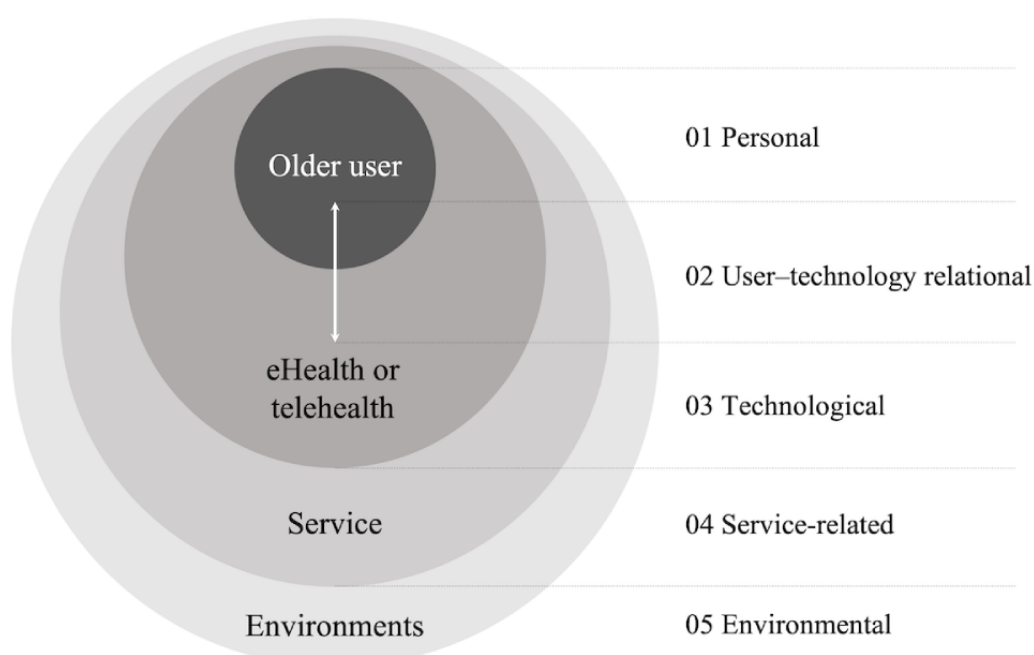 Older user
eHealth or
telehealth
Service
Environments
01 Personal
02 User–technology relational
03 Technological
04 Service-related
05 Environmental